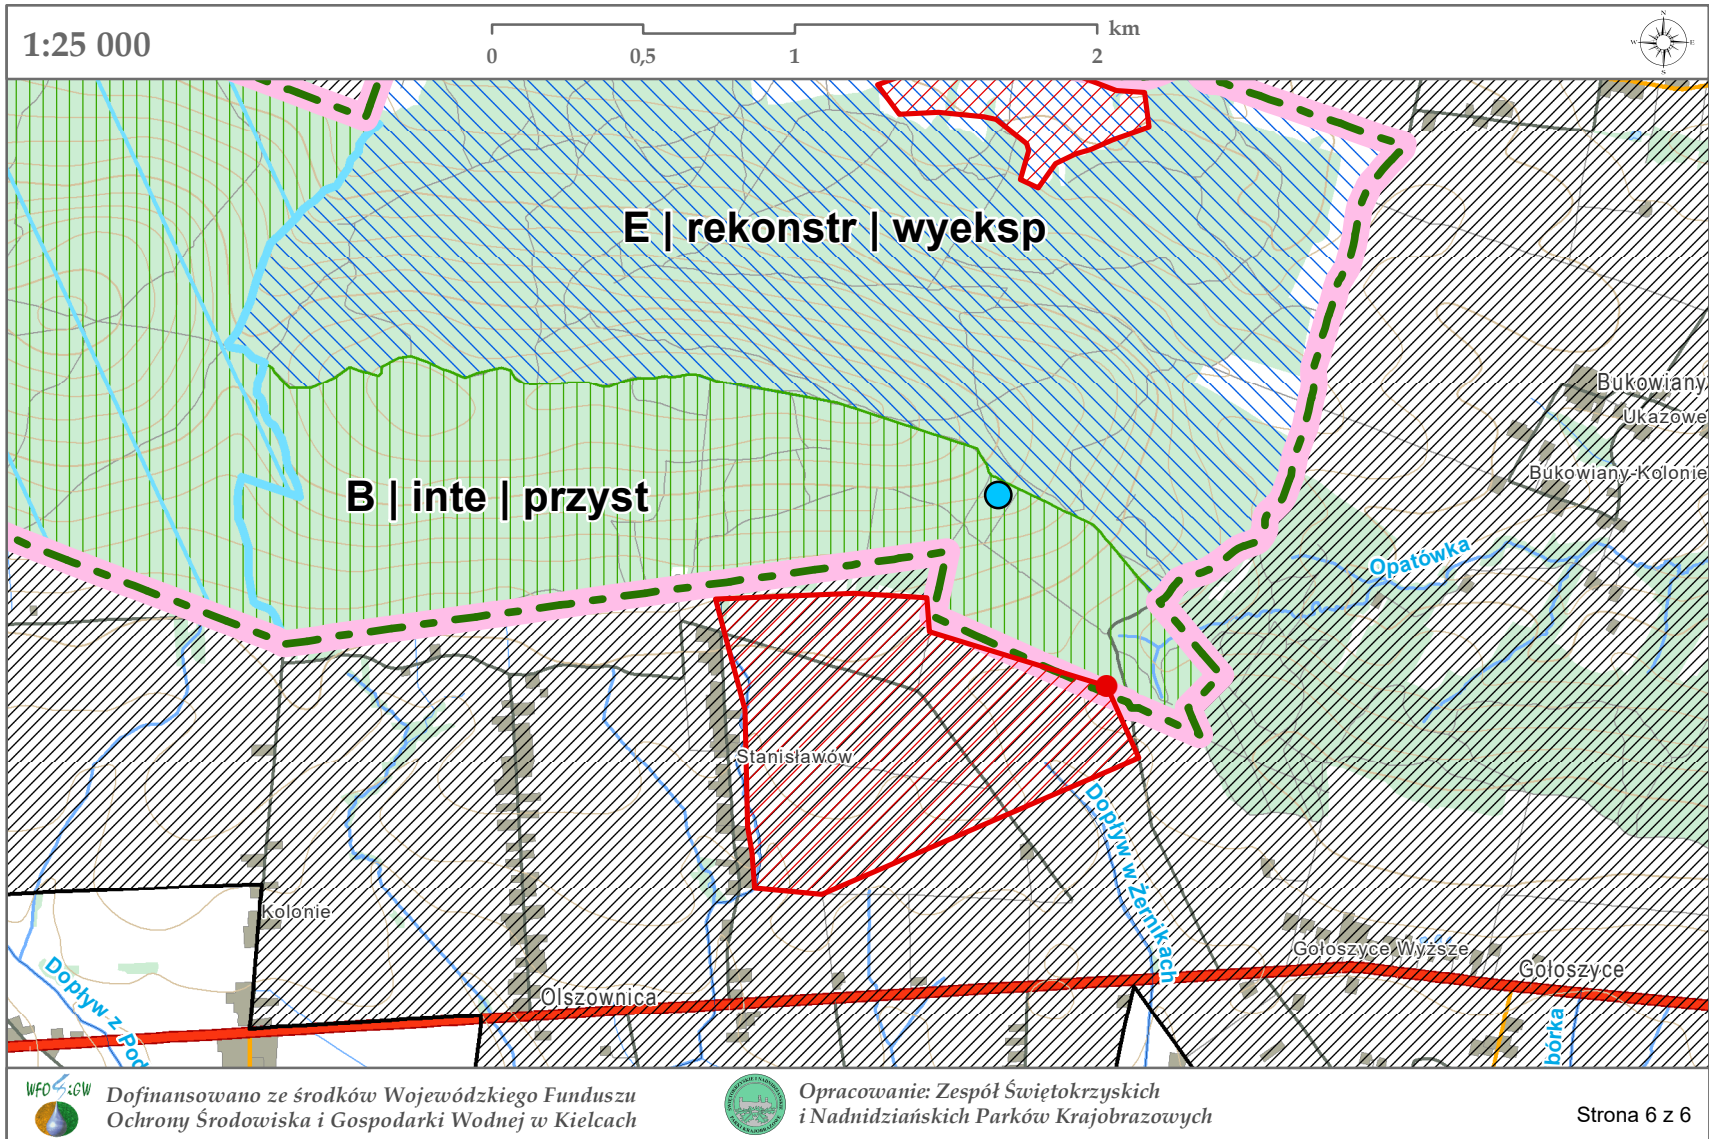 1:25 000
0 0,5 1 2 km
N
W E
S
E | rekonstr | wyeksp
B | inte | przyst
Bukowiany
Ukazowe
Bukowiany-Kolonie
Opatówka
Stanisławów
Dopływ w Żernikach
Kolonie
Gołoszyce Wyższe
Gołoszyce
Olszownica
Dopływ z Pod
bórka
WFOŚiGW
Dofinansowano ze środków Wojewódzkiego Funduszu
Ochrony Środowiska i Gospodarki Wodnej w Kielcach
Opracowanie: Zespół Świętokrzyskich
i Nadnidziańskich Parków Krajobrazowych
Strona 6 z 6